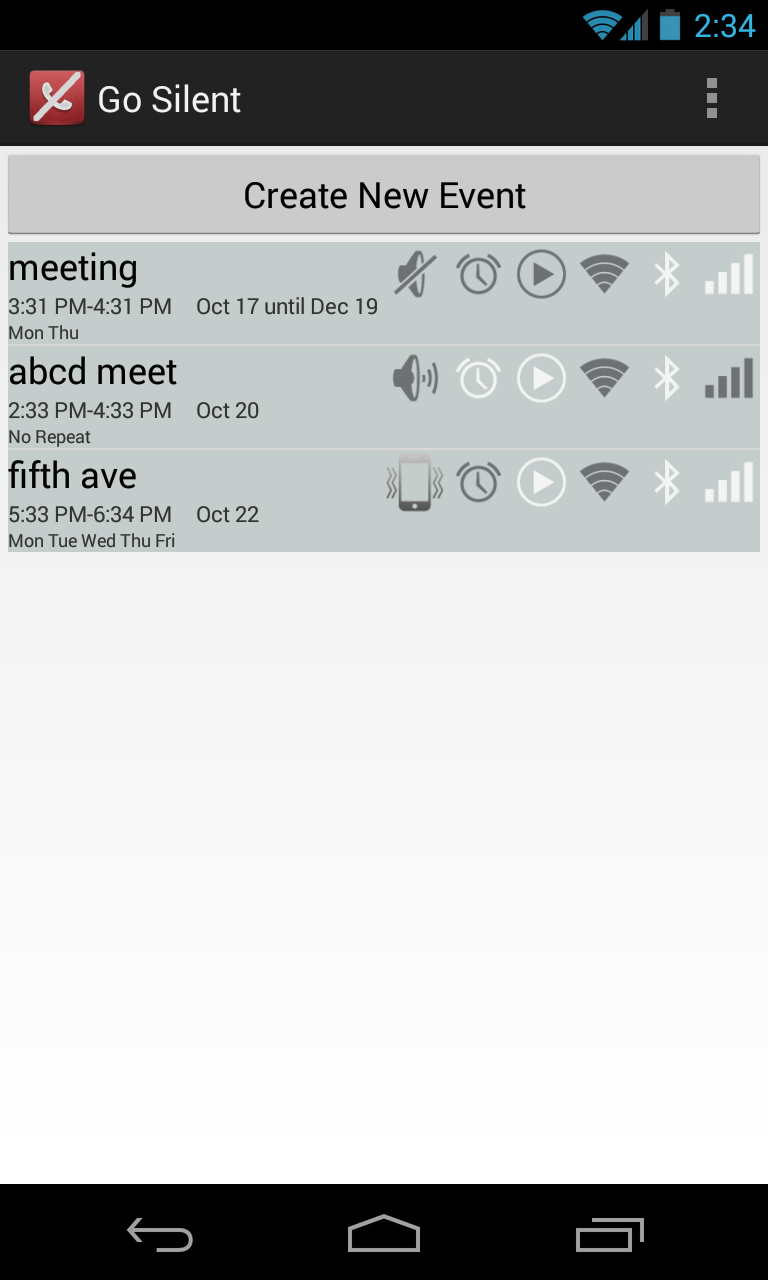 2:34
Go Silent
Create New Event
meeting
3:31 PM-4:31 PM Oct 17 until Dec 19
Mon Thu
abcd meet
2:33 PM-4:33 PM Oct 20
No Repeat
fifth ave
5:33 PM-6:34 PM Oct 22
Mon Tue Wed Thu Fri